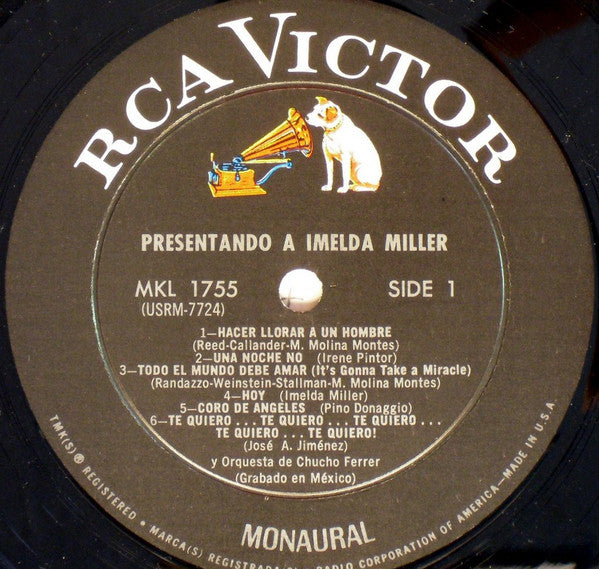 RCA VICTOR
PRESENTANDO A IMELDA MILLER
MKL 1755
SIDE 1
(USRM-7724)
1—HACER LLORAR A UN HOMBRE
(Reed-Callander-M. Molina Montes)
2—UNA NOCHE NO (Irene Pintor)
3—TODO EL MUNDO DEBE AMAR (It's Gonna Take a Miracle)
(Randazzo-Weinstein-Stallman-M. Molina Montes)
4—HOY (Imelda Miller)
5—CORO DE ANGELES (Pino Donaggio)
6—TE QUIERO . . . TE QUIERO . . . TE QUIERO . . .
TE QUIERO . . . TE QUIERO!
(José A. Jiménez)
y Orquesta de Chucho Ferrer
(Grabado en México)
MONAURAL
TMK(S) ® REGISTERED • MARCA(S) REGISTRADA(S) RADIO CORPORATION OF AMERICA—MADE IN U.S.A.